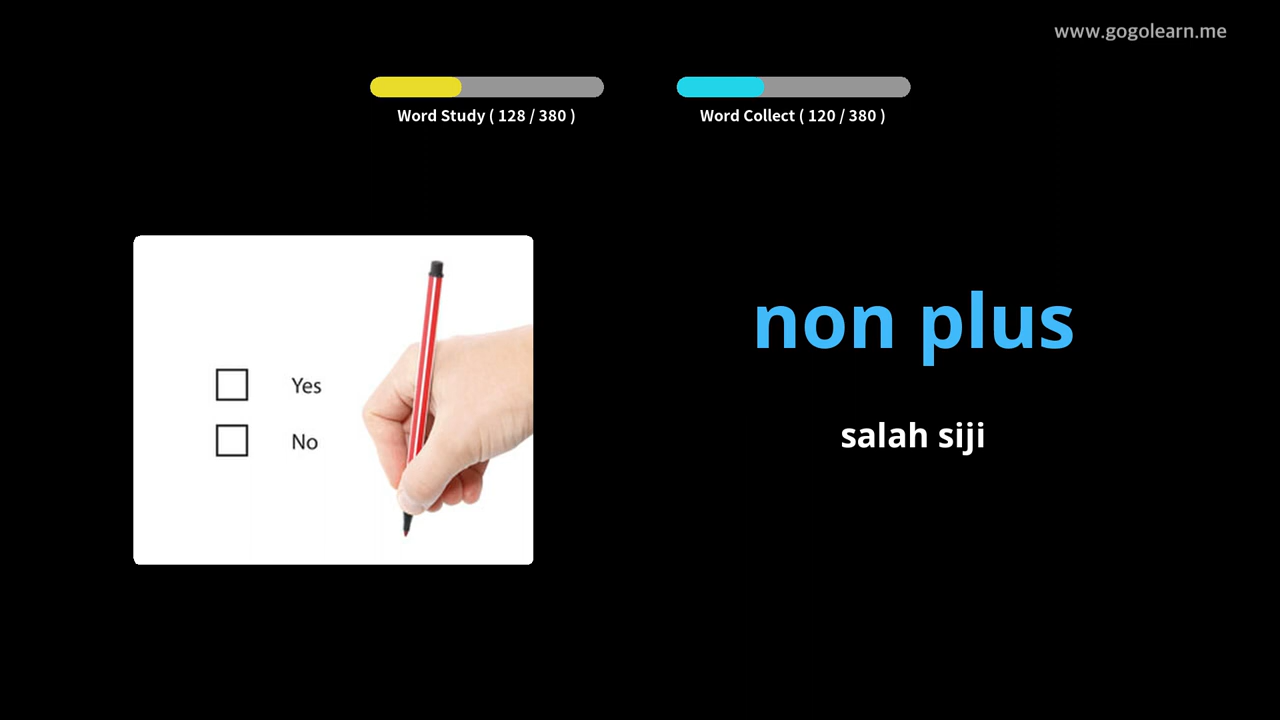 www.gogolearn.me
Word Study ( 128 / 380 )
Word Collect ( 120 / 380 )
Yes
No
non plus
salah siji